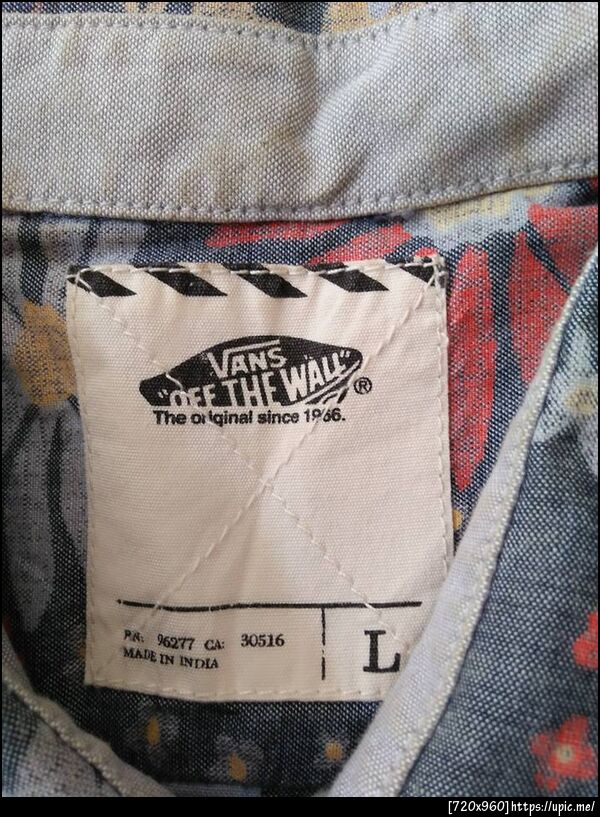 VANS
"OFF THE WALL"®
The original since 1966.
RN: 96277 CA: 30516
MADE IN INDIA
L
[720x960]https://upic.me/